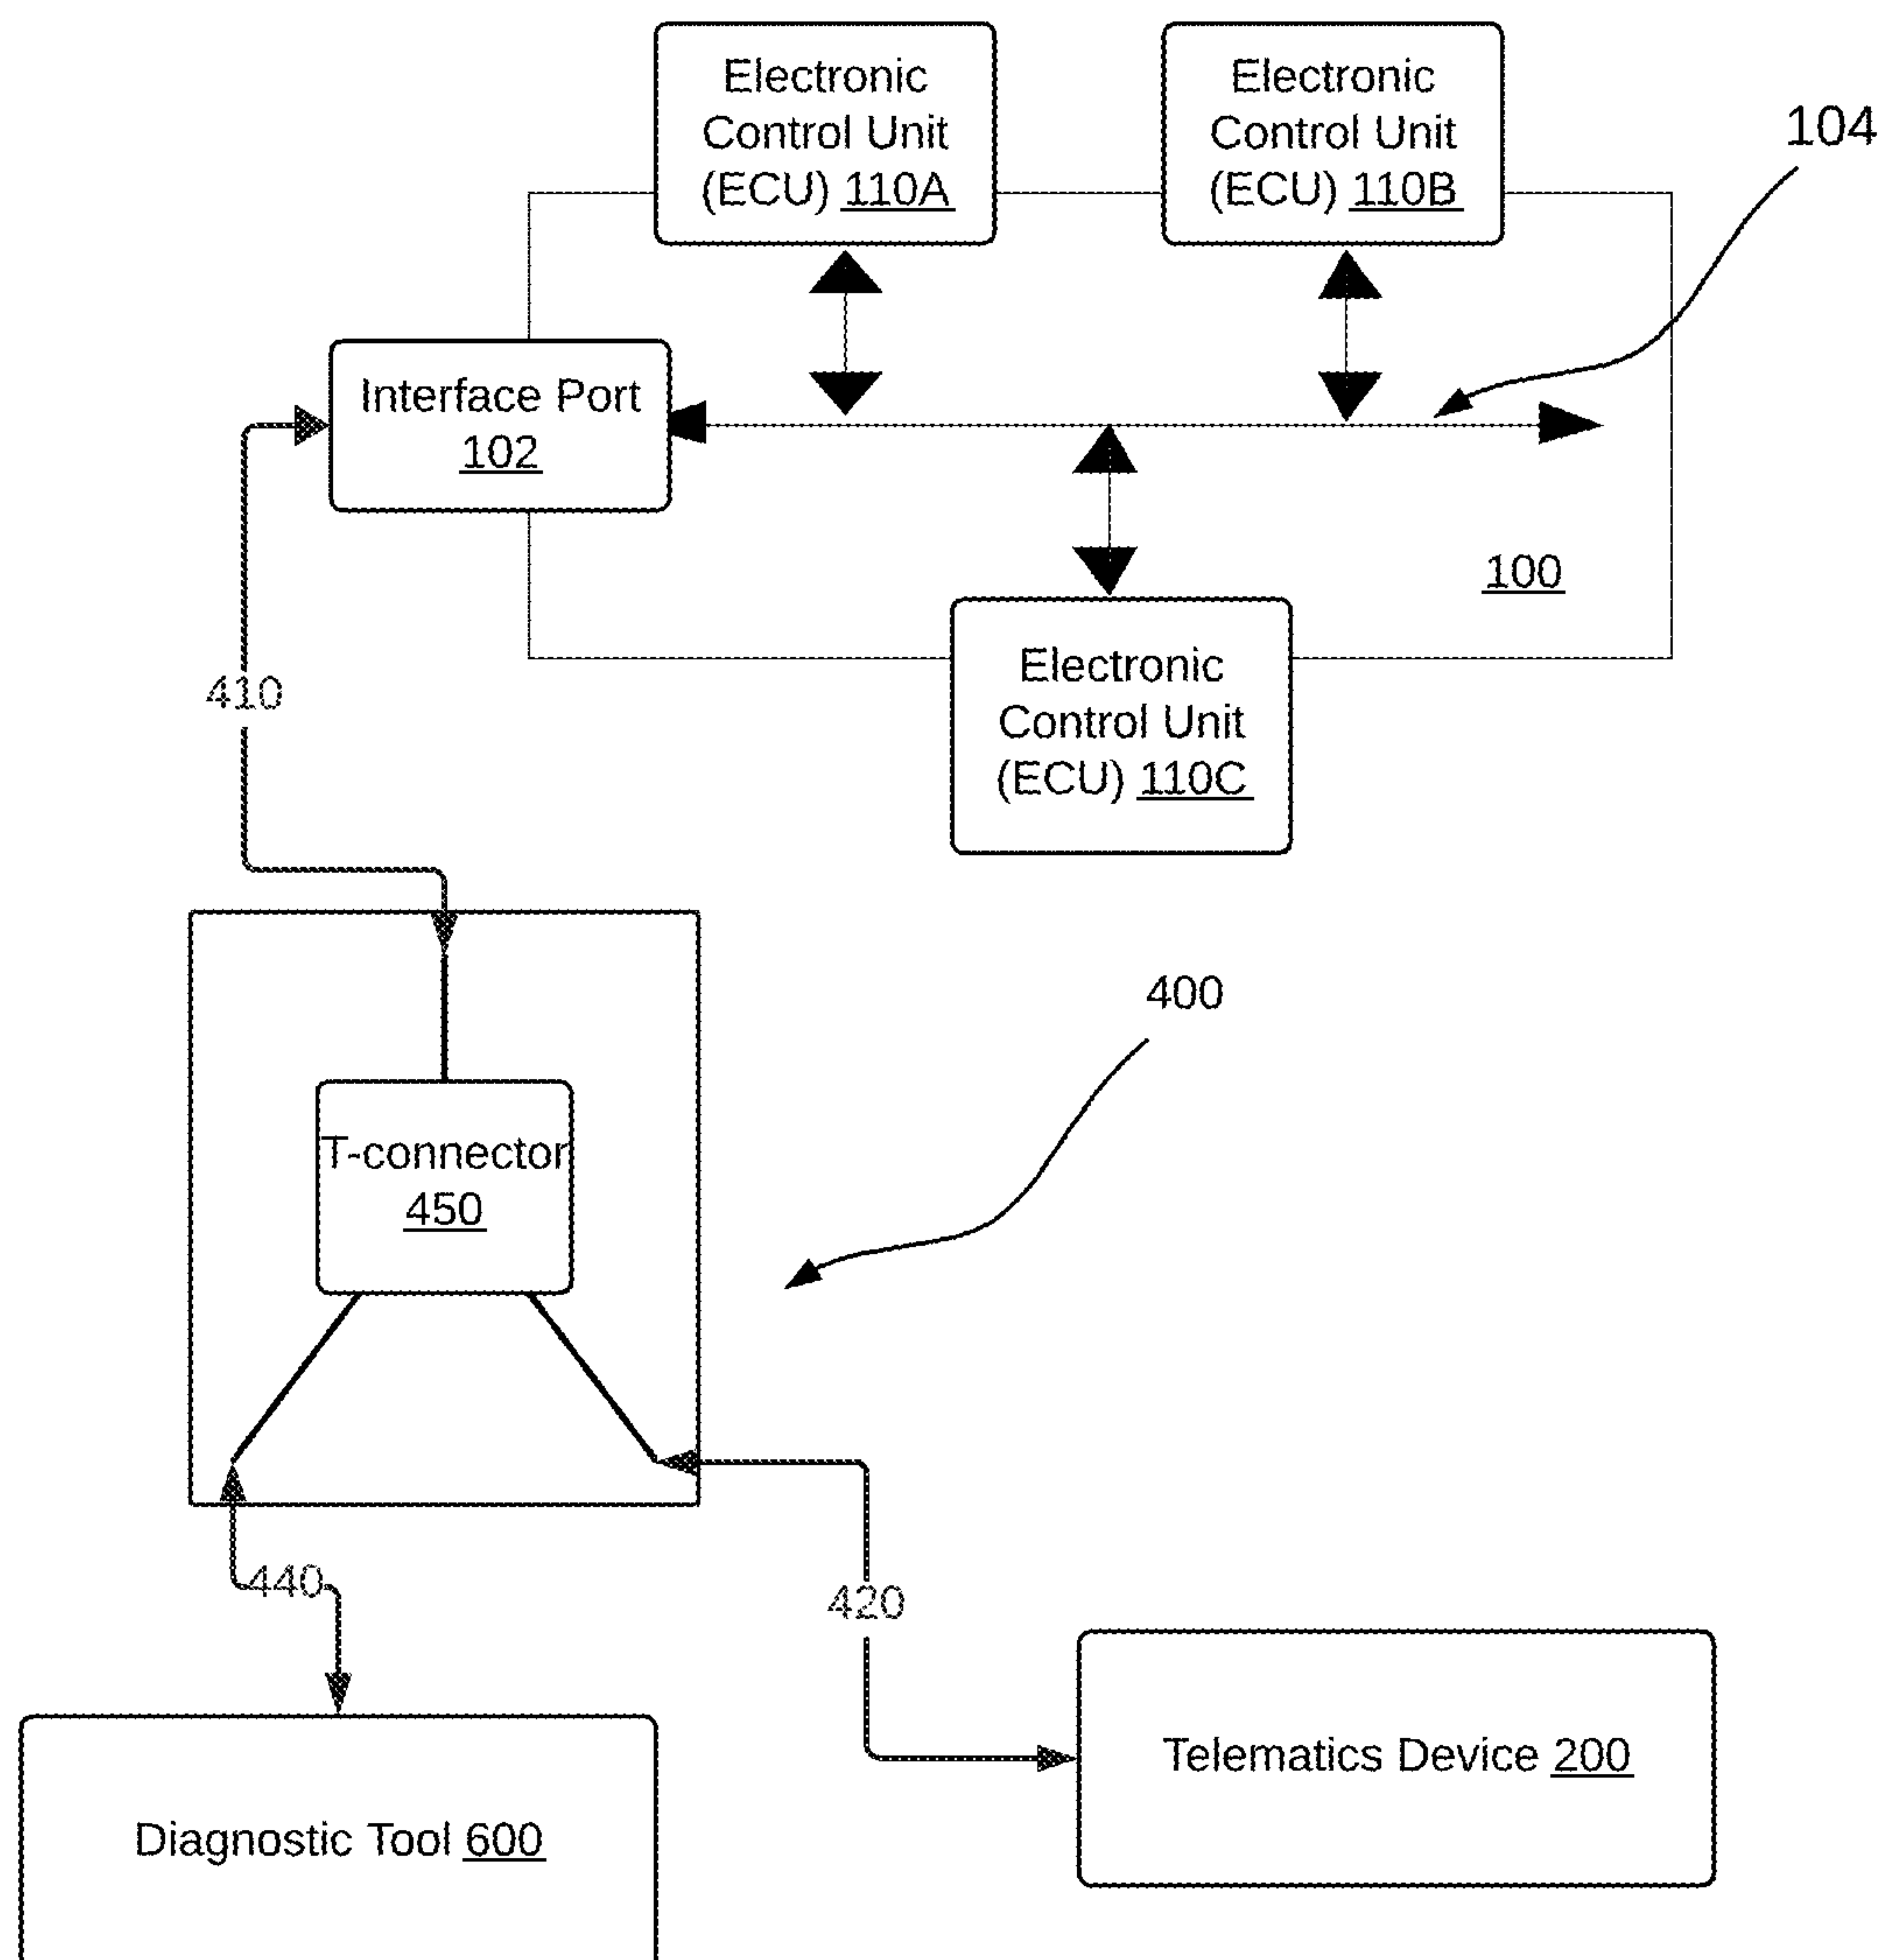 Electronic
Control Unit
(ECU) 110A
Electronic
Control Unit
(ECU) 110B
104
Interface Port
102
100
Electronic
Control Unit
(ECU) 110C
410
400
T-connector
450
440
420
Telematics Device 200
Diagnostic Tool 600